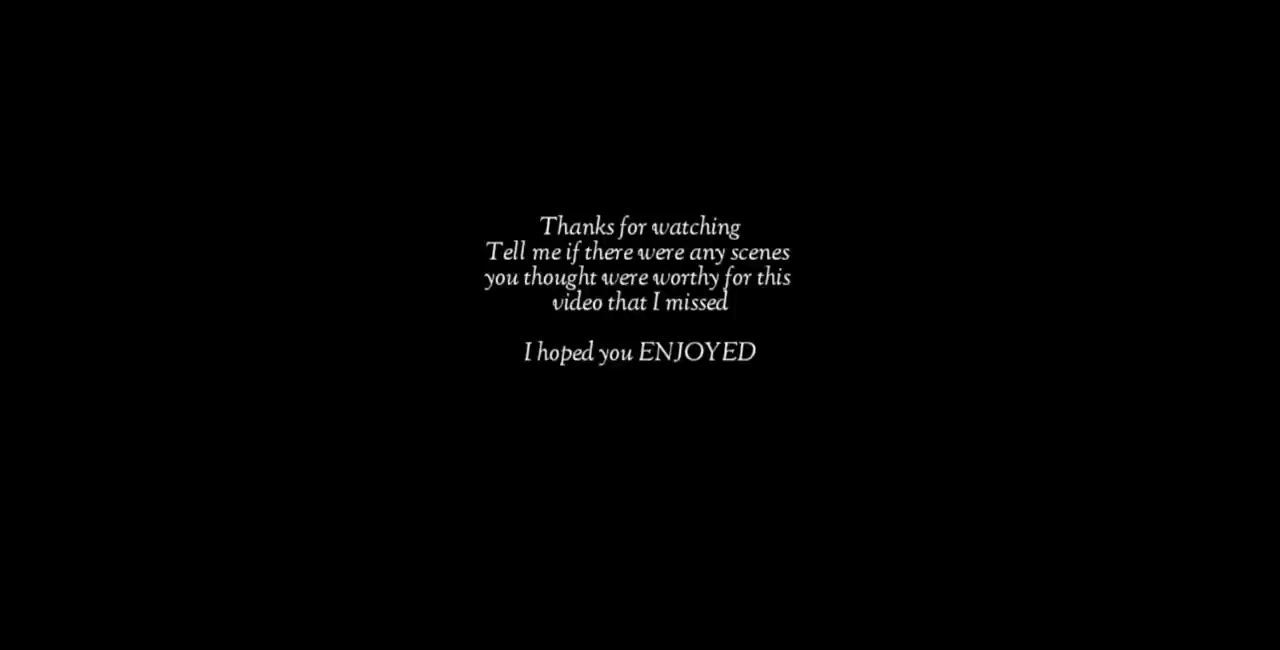 Thanks for watching
Tell me if there were any scenes
you thought were worthy for this
video that I missed
I hoped you ENJOYED